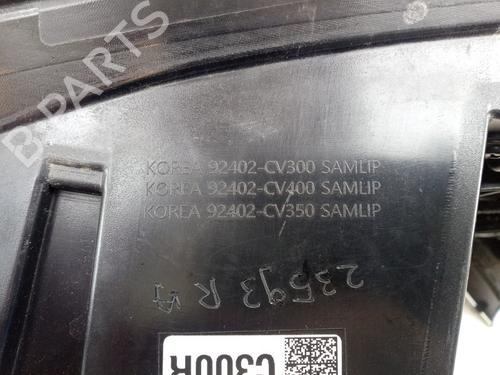 B-PARTS
KOREA 92402-CV300 SAMLIP
KOREA 92402-CV400 SAMLIP
KOREA 92402-CV350 SAMLIP
23593 R
C300R